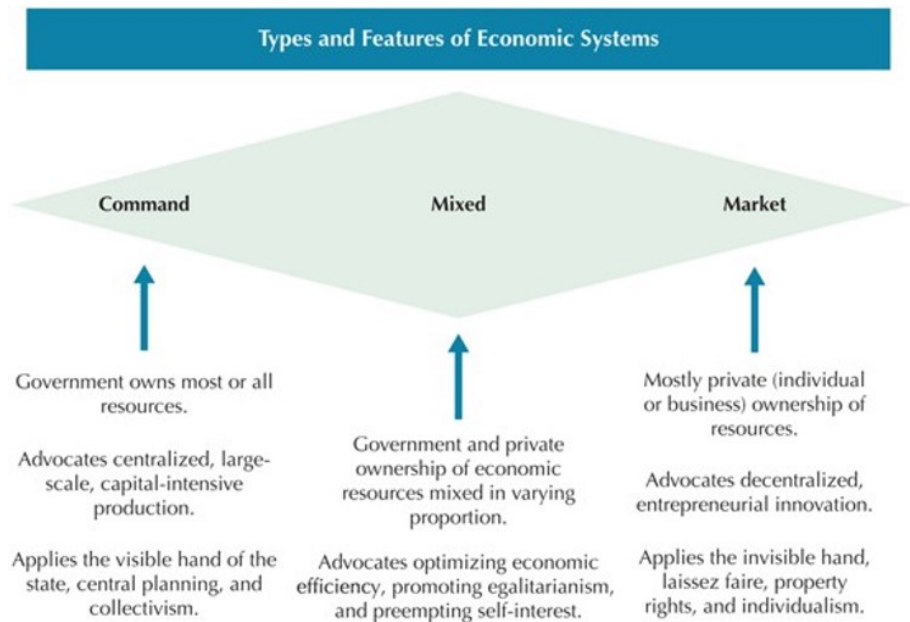 Types and Features of Economic Systems
Command
Mixed
Market
Government owns most or all
resources.
Advocates centralized, large-
scale, capital-intensive
production.
Applies the visible hand of the
state, central planning, and
collectivism.
Government and private
ownership of economic
resources mixed in varying
proportion.
Advocates optimizing economic
efficiency, promoting egalitarianism,
and preempting self-interest.
Mostly private (individual
or business) ownership of
resources.
Advocates decentralized,
entrepreneurial innovation.
Applies the invisible hand,
laissez faire, property
rights, and individualism.